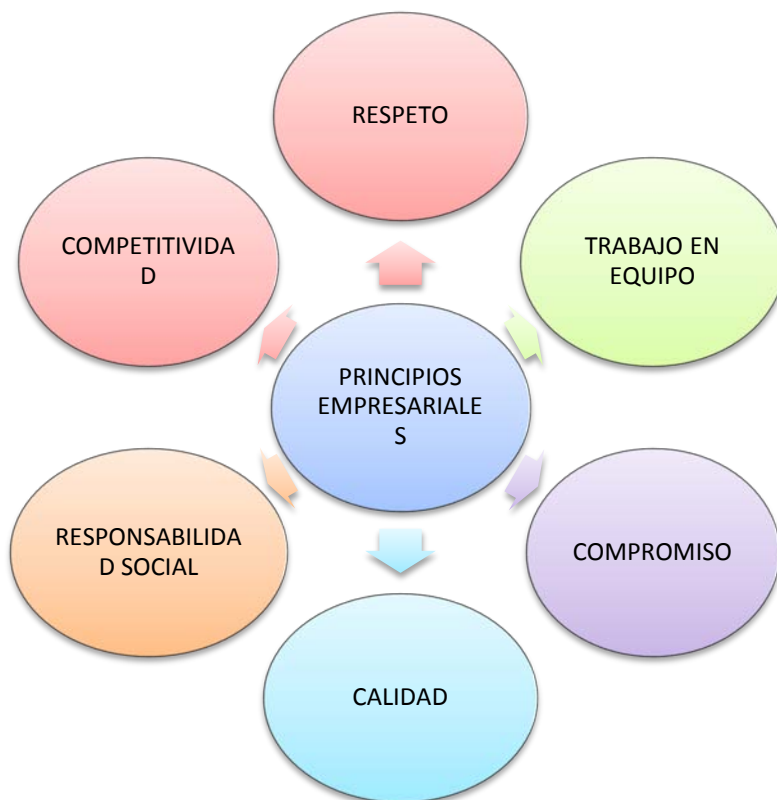 RESPETO
COMPETITIVIDA
D
TRABAJO EN
EQUIPO
PRINCIPIOS
EMPRESARIALE
S
RESPONSABILIDA
D SOCIAL
COMPROMISO
CALIDAD